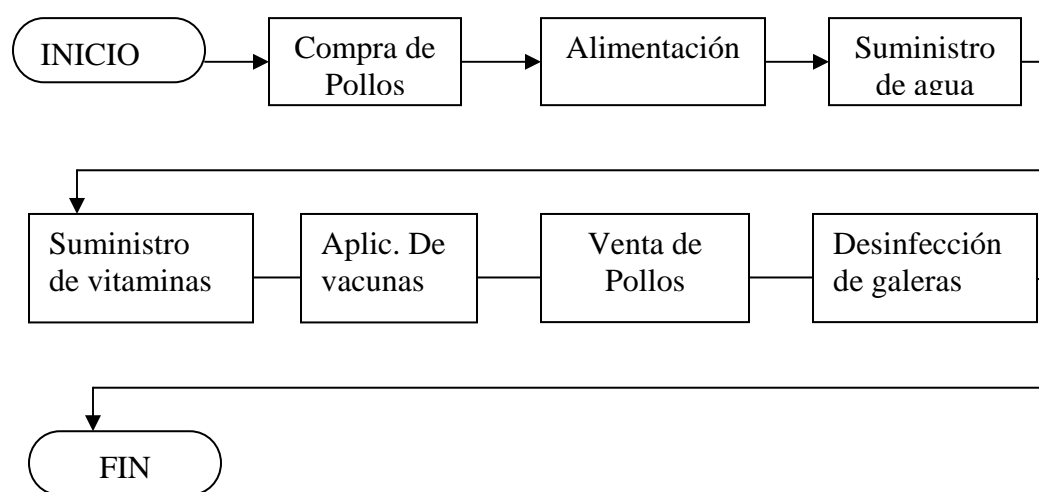 INICIO
Compra de
Pollos
Alimentación
Suministro
de agua
Suministro
de vitaminas
Aplic. De
vacunas
Venta de
Pollos
Desinfección
de galeras
FIN